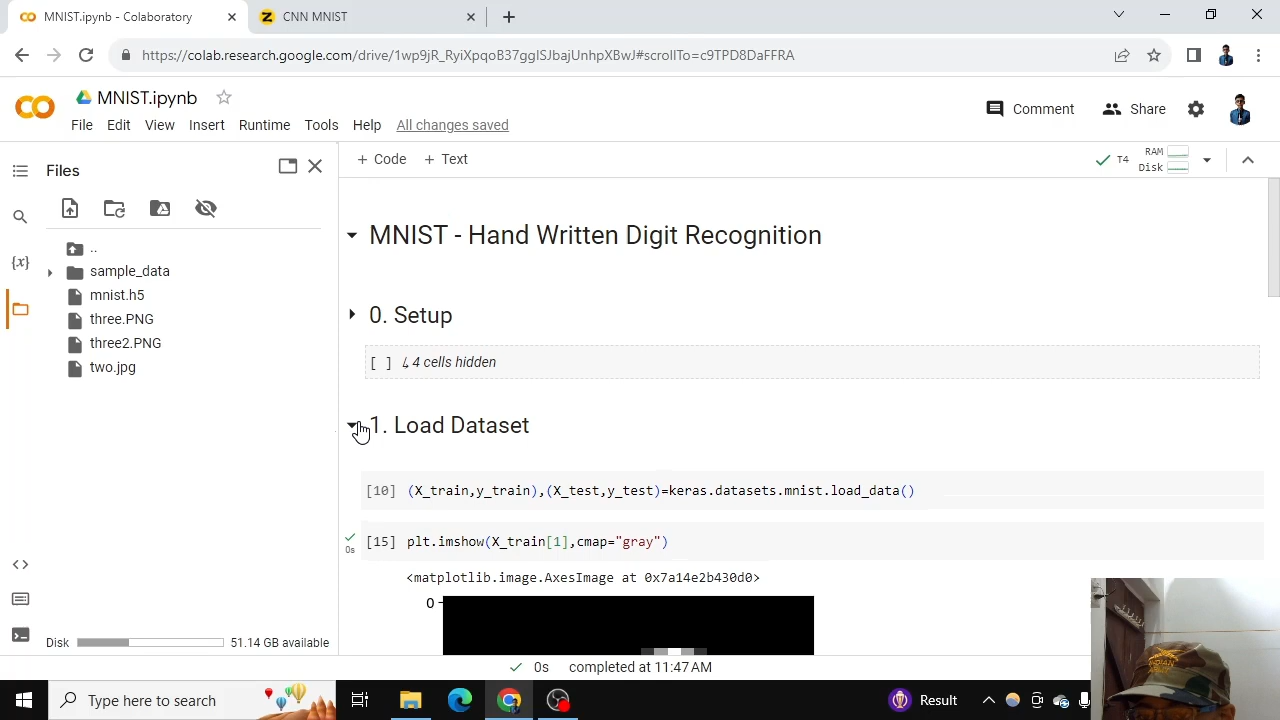 MNIST.ipynb - Colaboratory
CNN MNIST
https://colab.research.google.com/drive/1wp9jR_RyiXpqoB37ggISJbajUnhpXBwJ#scrollTo=c9TPD8DaFFRA
MNIST.ipynb
File Edit View Insert Runtime Tools Help All changes saved
Comment
Share
Files
+ Code + Text
T4
RAM
Disk
..
sample_data
mnist.h5
three.PNG
three2.PNG
two.jpg
Disk 51.14 GB available
MNIST - Hand Written Digit Recognition
0. Setup
[ ] ↳ 4 cells hidden
1. Load Dataset
[10] (X_train,y_train),(X_test,y_test)=keras.datasets.mnist.load_data()
[15] plt.imshow(X_train[1],cmap="gray")
0s
<matplotlib.image.AxesImage at 0x7a14e2b430d0>
0
0s completed at 11:47 AM
Type here to search
Result